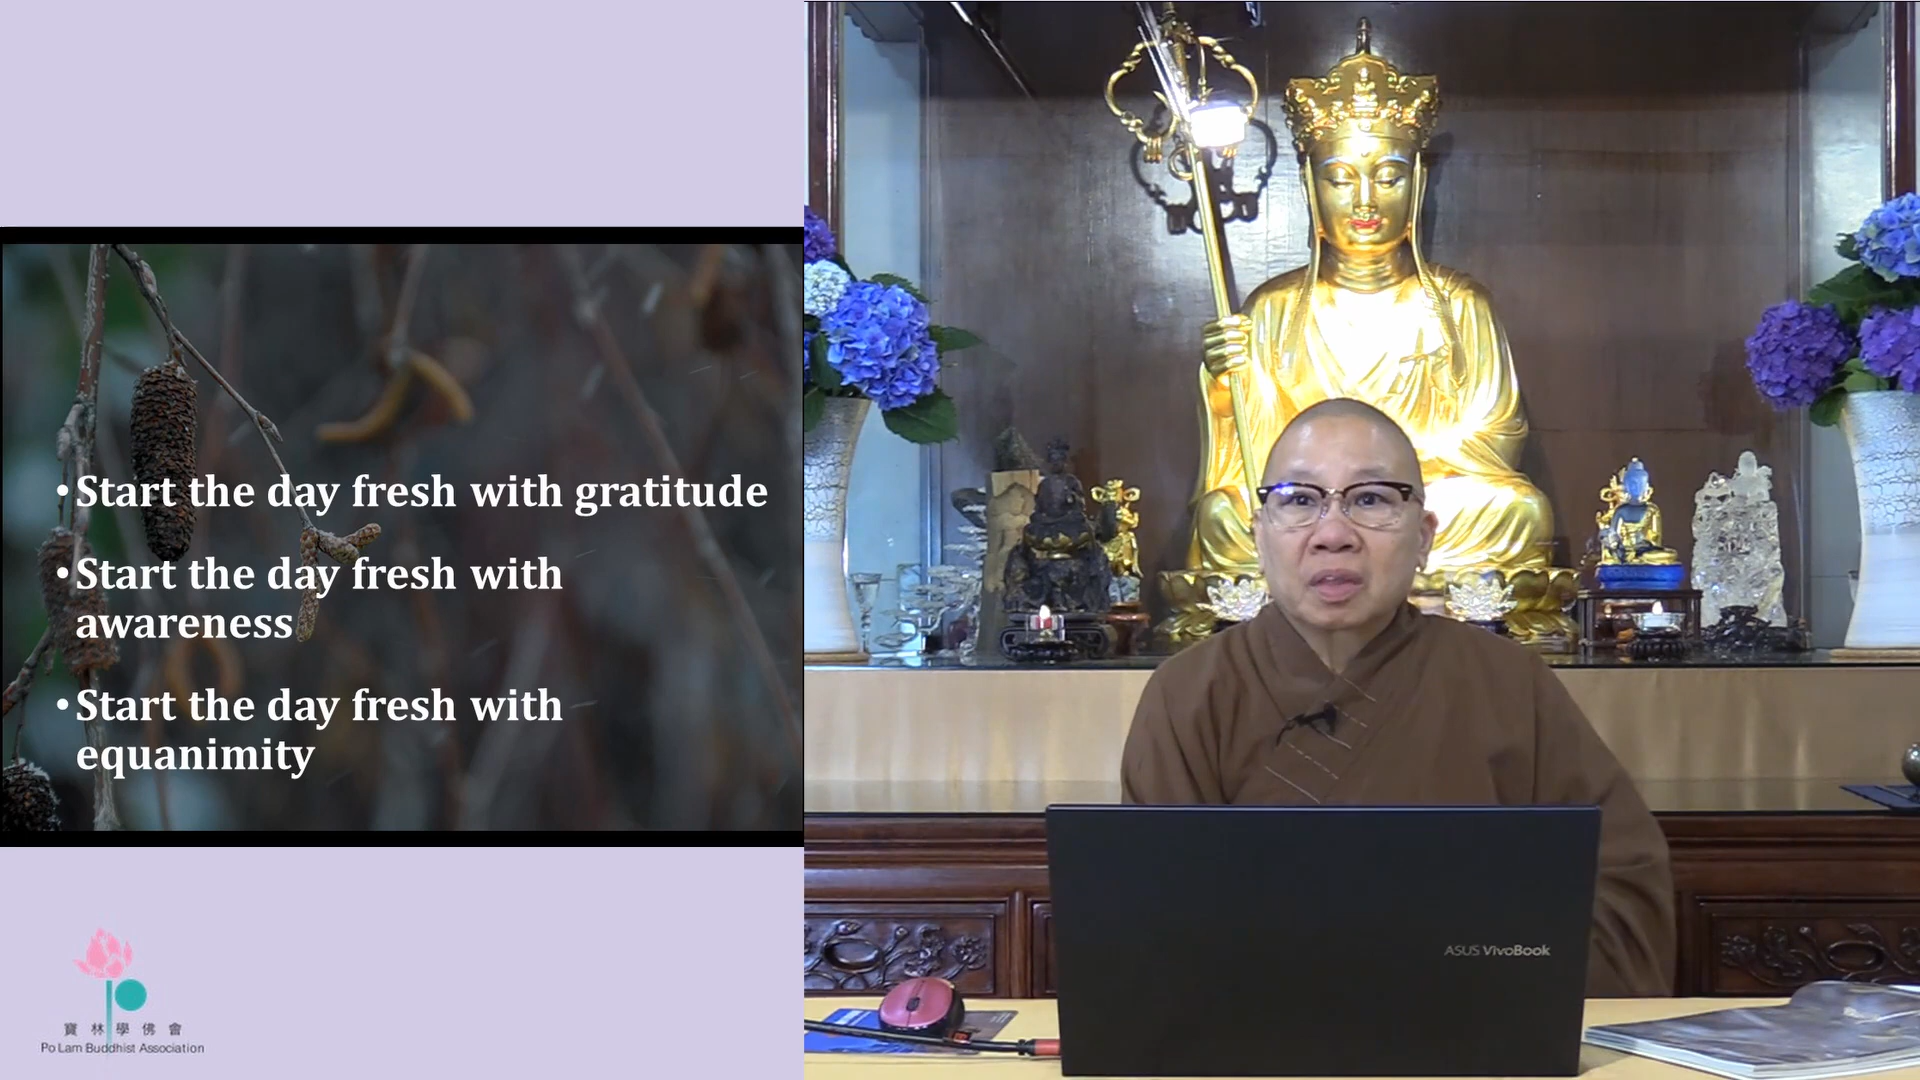 •Start the day fresh with gratitude
•Start the day fresh with
awareness
•Start the day fresh with
equanimity
寶林學佛會
Po Lam Buddhist Association
ASUS VivoBook